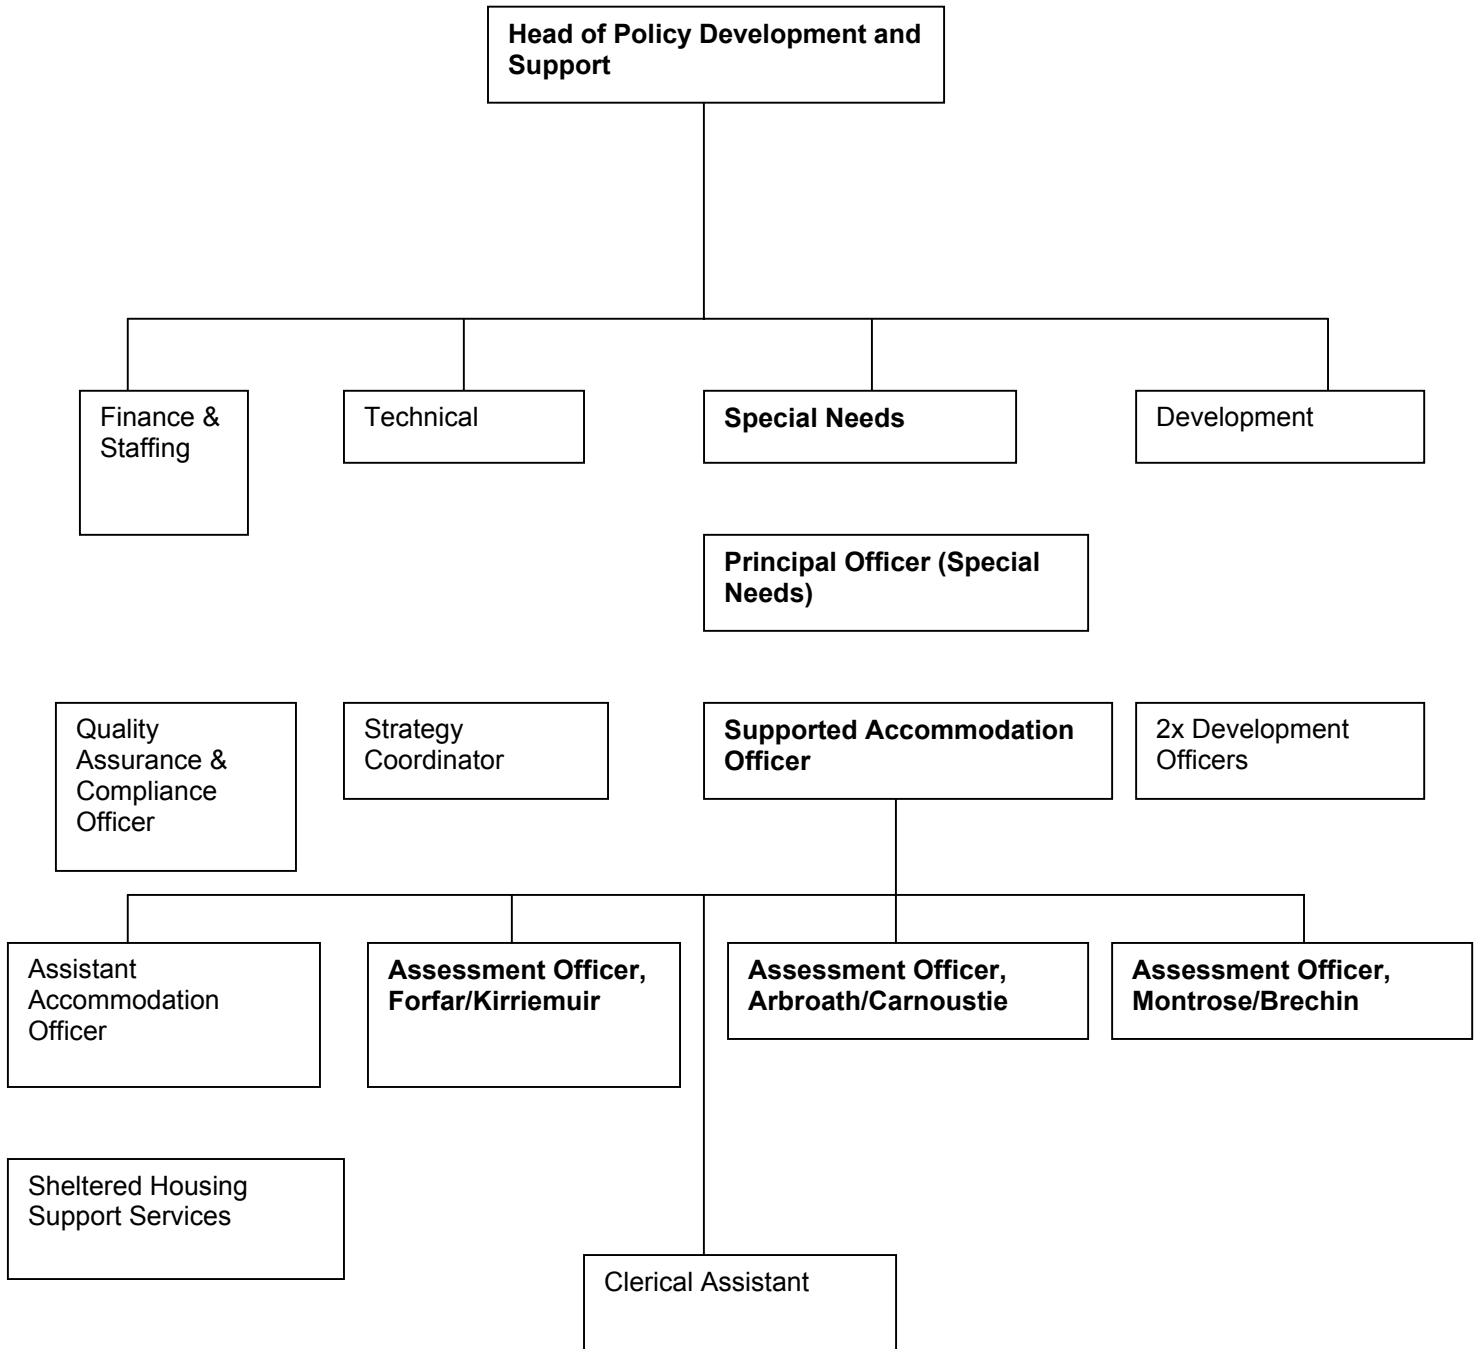 Head of Policy Development and
Support
Finance &
Staffing
Technical
Special Needs
Development
Principal Officer (Special
Needs)
Quality
Assurance &
Compliance
Officer
Strategy
Coordinator
Supported Accommodation
Officer
2x Development
Officers
Assistant
Accommodation
Officer
Assessment Officer,
Forfar/Kirriemuir
Assessment Officer,
Arbroath/Carnoustie
Assessment Officer,
Montrose/Brechin
Sheltered Housing
Support Services
Clerical Assistant